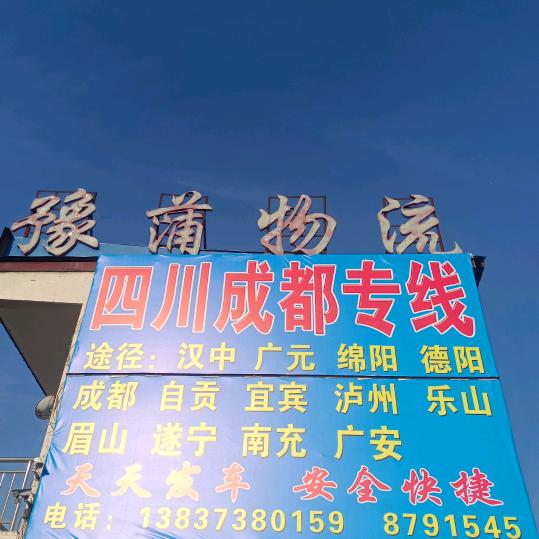 豫蒲物流
四川成都专线
途径：汉中 广元 绵阳 德阳
成都 自贡 宜宾 泸州 乐山
眉山 遂宁 南充 广安
天天发车 安全快捷
电话：13837380159 8791545